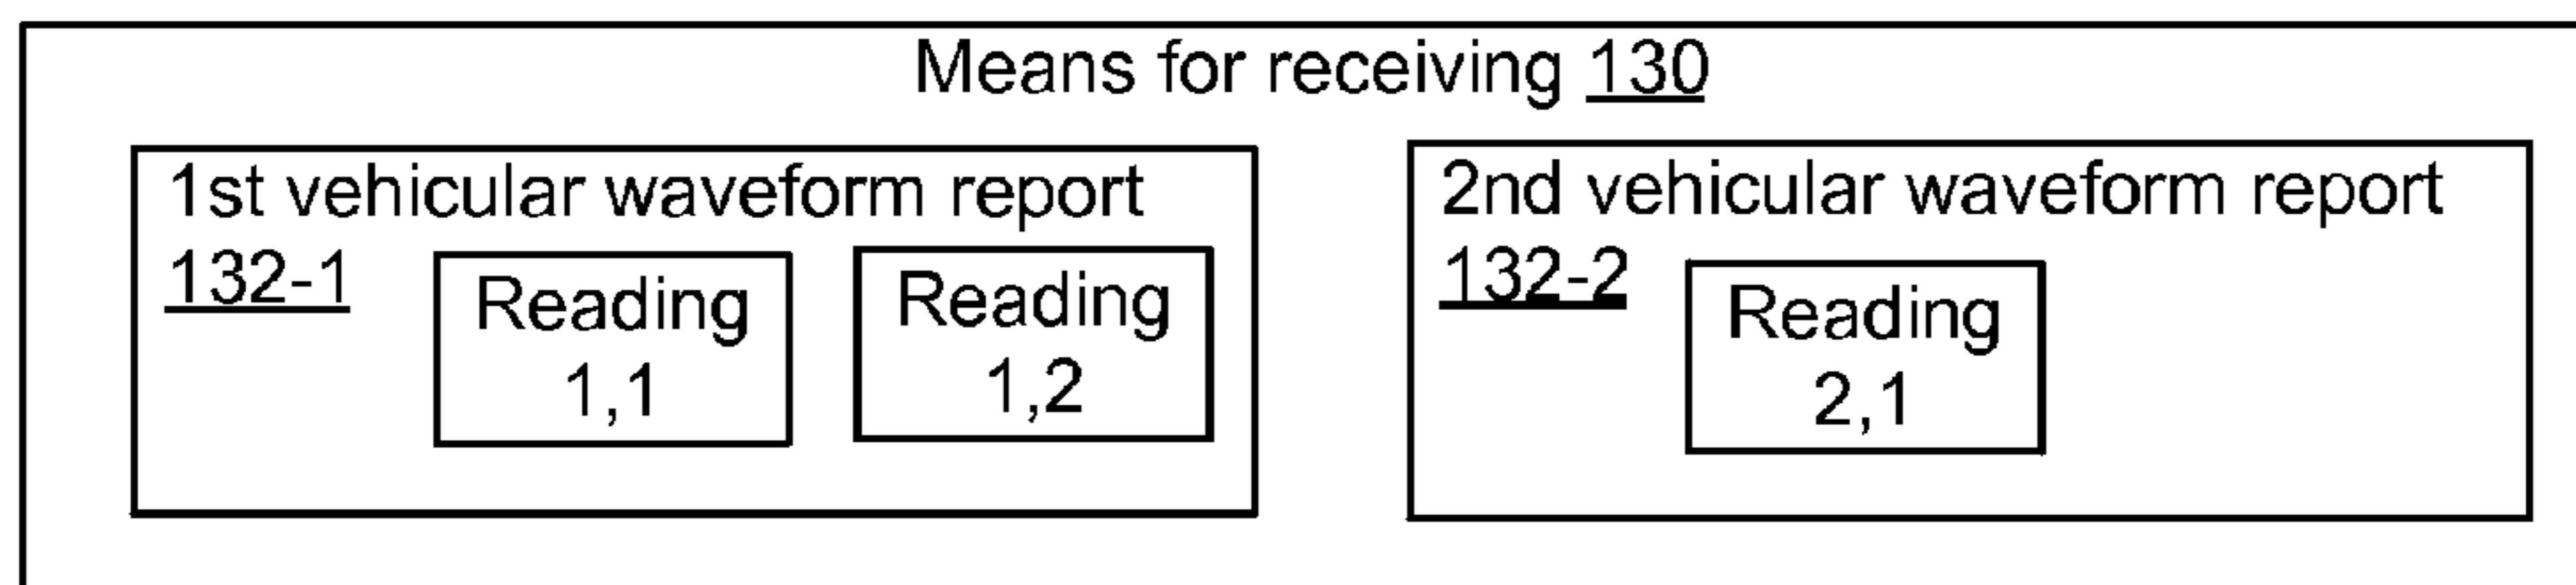 Means for receiving 130
1st vehicular waveform report
132-1
Reading
1,1
Reading
1,2
2nd vehicular waveform report
132-2
Reading
2,1